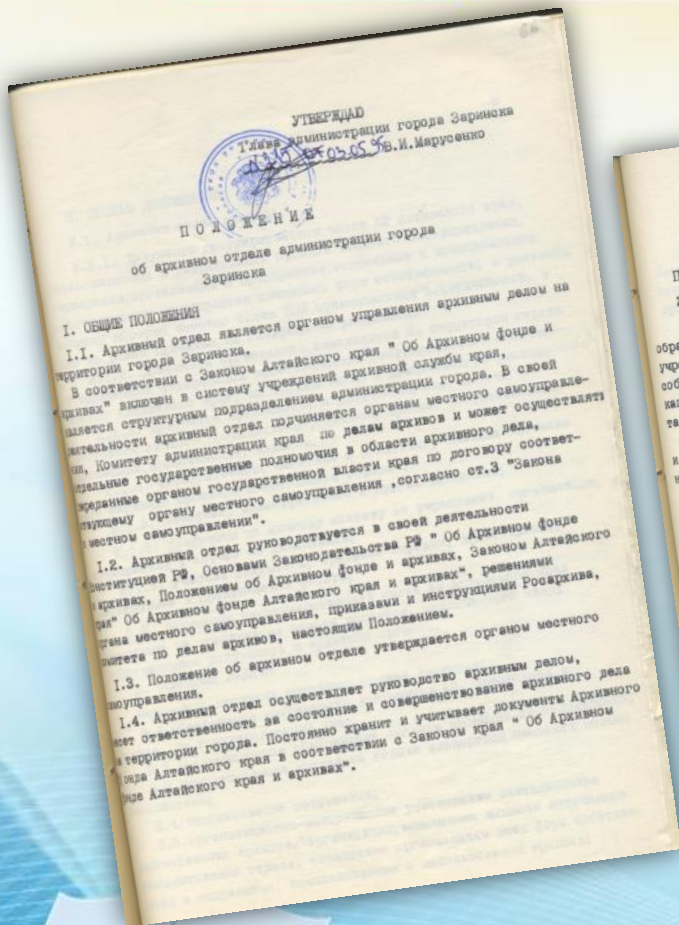 УТВЕРЖДАЮ
Глава администрации города Заринска
В.И.Марусенко
№215 от 03.05.95
ПОЛОЖЕНИЕ
об архивном отделе администрации города
Заринска
I. ОБЩИЕ ПОЛОЖЕНИЯ
I.I. Архивный отдел является органом управления архивным делом на
территории города Заринска.
В соответствии с Законом Алтайского края " Об Архивном фонде и
архивах" включен в систему учреждений архивной службы края,
является структурным подразделением администрации города. В своей
деятельности архивный отдел подчиняется органам местного самоуправле-
ния, Комитету администрации края по делам архивов и может осуществлять
отдельные государственные полномочия в области архивного дела,
переданные органом государственной власти края по договору соответ-
ствующему органу местного самоуправления ,согласно ст.3 "Закона
местном самоуправлении".
I.2. Архивный отдел руководствуется в своей деятельности
Конституцией РФ, Основами Законодательства РФ " Об Архивном фонде
архивах, Положением об Архивном фонде и архивах, Законом Алтайского
края" Об Архивном фонде Алтайского края и архивах", решениями
органа местного самоуправления, приказами и инструкциями Росархива,
комитета по делам архивов, настоящим Положением.
I.3. Положение об архивном отделе утверждается органом местного
самоуправления.
I.4. Архивный отдел осуществляет руководство архивным делом,
несет ответственность за состояние и совершенствование архивного дела
на территории города. Постоянно хранит и учитывает документы Архивного
фонда Алтайского края в соответствии с Законом края " Об Архивном
фонде Алтайского края и архивах".